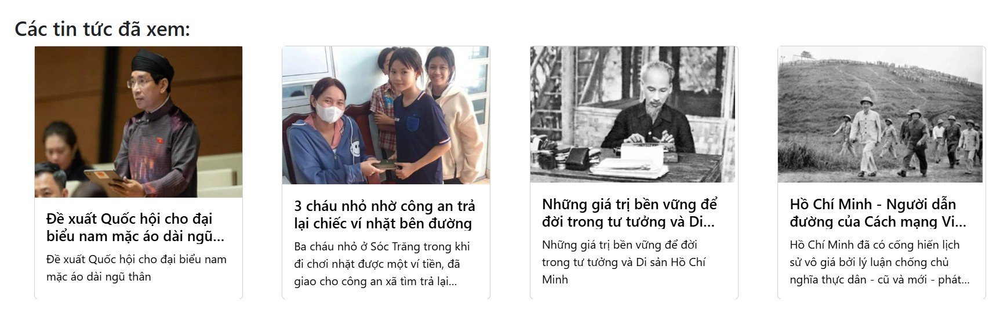 Các tin tức đã xem:
Đề xuất Quốc hội cho đại
biểu nam mặc áo dài ngũ...
Đề xuất Quốc hội cho đại biểu nam
mặc áo dài ngũ thân
3 cháu nhỏ nhờ công an trả
lại chiếc ví nhặt bên đường
Ba cháu nhỏ ở Sóc Trăng trong khi
đi chơi nhặt được một ví tiền, đã
giao cho công an xã tìm trả lại...
Những giá trị bền vững để
đời trong tư tưởng và Di...
Những giá trị bền vững để đời
trong tư tưởng và Di sản Hồ Chí
Minh
Hồ Chí Minh - Người dẫn
đường của Cách mạng Vi...
Hồ Chí Minh đã có cống hiến lịch
sử vô giá bởi lý luận chống chủ
nghĩa thực dân - cũ và mới - phát...